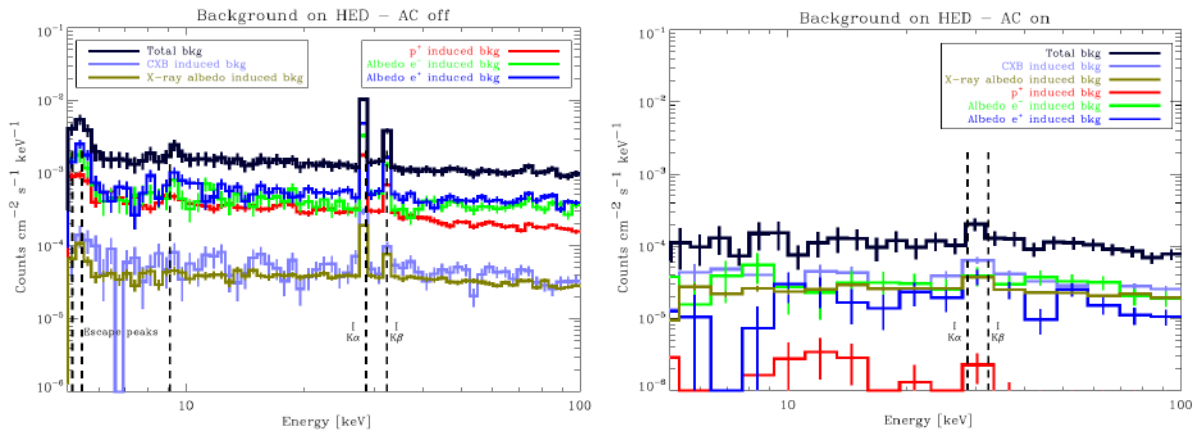 Background on HED – AC off
Total bkg
CXB induced bkg
X-ray albedo induced bkg
p⁺ induced bkg
Albedo e⁻ induced bkg
Albedo e⁺ induced bkg
Counts cm⁻² s⁻¹ keV⁻¹
10⁻¹
10⁻²
10⁻³
10⁻⁴
10⁻⁵
10⁻⁶
Escape peaks
I
Kα
I
Kβ
10
100
Energy [keV]
Background on HED – AC on
Total bkg
CXB induced bkg
X-ray albedo induced bkg
p⁺ induced bkg
Albedo e⁻ induced bkg
Albedo e⁺ induced bkg
Counts cm⁻² s⁻¹ keV⁻¹
10⁻¹
10⁻²
10⁻³
10⁻⁴
10⁻⁵
10⁻⁶
I
Kα
I
Kβ
10
100
Energy [keV]